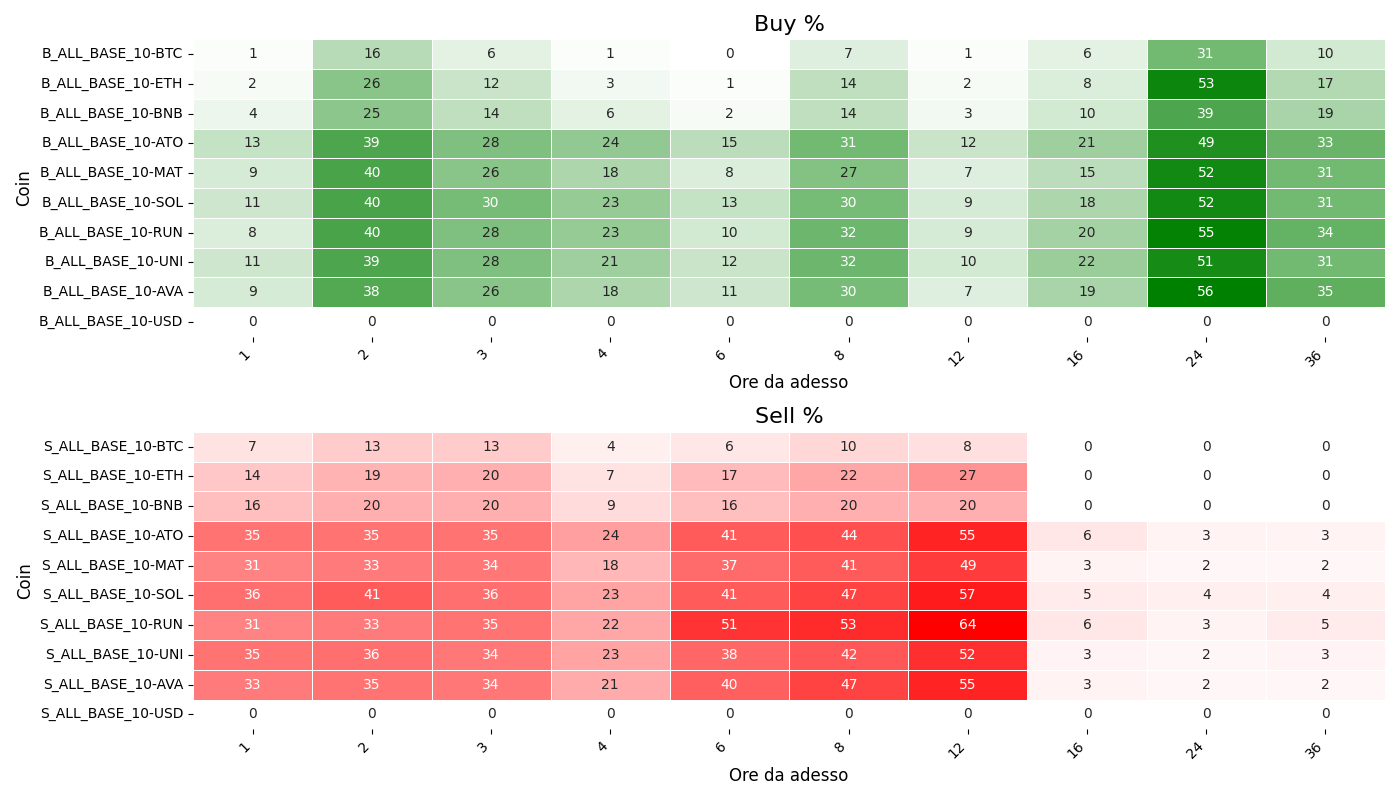 Buy %
Coin
B_ALL_BASE_10-BTC 1 16 6 1 0 7 1 6 31 10
B_ALL_BASE_10-ETH 2 26 12 3 1 14 2 8 53 17
B_ALL_BASE_10-BNB 4 25 14 6 2 14 3 10 39 19
B_ALL_BASE_10-ATO 13 39 28 24 15 31 12 21 49 33
B_ALL_BASE_10-MAT 9 40 26 18 8 27 7 15 52 31
B_ALL_BASE_10-SOL 11 40 30 23 13 30 9 18 52 31
B_ALL_BASE_10-RUN 8 40 28 23 10 32 9 20 55 34
B_ALL_BASE_10-UNI 11 39 28 21 12 32 10 22 51 31
B_ALL_BASE_10-AVA 9 38 26 18 11 30 7 19 56 35
B_ALL_BASE_10-USD 0 0 0 0 0 0 0 0 0 0
1 2 3 4 6 8 12 16 24 36
Ore da adesso
Sell %
Coin
S_ALL_BASE_10-BTC 7 13 13 4 6 10 8 0 0 0
S_ALL_BASE_10-ETH 14 19 20 7 17 22 27 0 0 0
S_ALL_BASE_10-BNB 16 20 20 9 16 20 20 0 0 0
S_ALL_BASE_10-ATO 35 35 35 24 41 44 55 6 3 3
S_ALL_BASE_10-MAT 31 33 34 18 37 41 49 3 2 2
S_ALL_BASE_10-SOL 36 41 36 23 41 47 57 5 4 4
S_ALL_BASE_10-RUN 31 33 35 22 51 53 64 6 3 5
S_ALL_BASE_10-UNI 35 36 34 23 38 42 52 3 2 3
S_ALL_BASE_10-AVA 33 35 34 21 40 47 55 3 2 2
S_ALL_BASE_10-USD 0 0 0 0 0 0 0 0 0 0
1 2 3 4 6 8 12 16 24 36
Ore da adesso